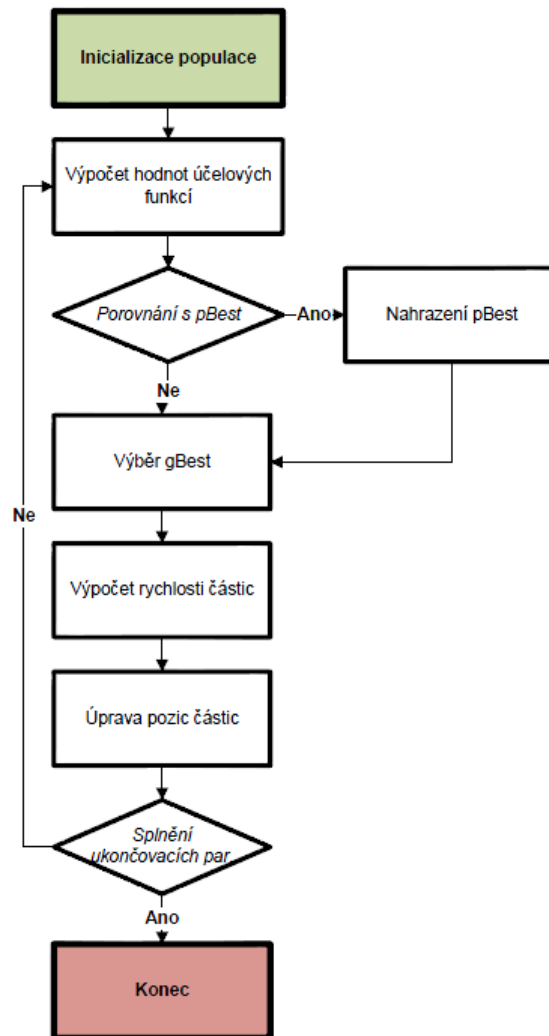 Inicializace populace
Výpočet hodnot účelových
funkcí
Porovnání s pBest
Ano
Nahrazení pBest
Ne
Výběr gBest
Ne
Výpočet rychlosti částic
Úprava pozic částic
Splnění
ukončovacích par
Ano
Konec